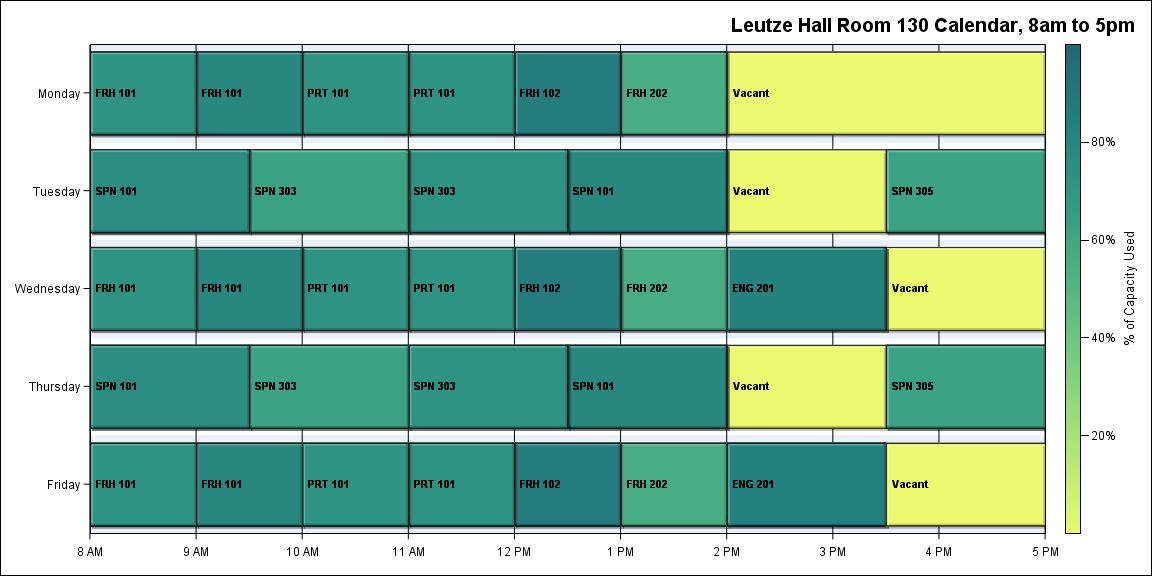 Leutze Hall Room 130 Calendar, 8am to 5pm
Monday
FRH 101 FRH 101 PRT 101 PRT 101 FRH 102 FRH 202 Vacant
Tuesday
SPN 101 SPN 303 SPN 303 SPN 101 Vacant SPN 305
Wednesday
FRH 101 FRH 101 PRT 101 PRT 101 FRH 102 FRH 202 ENG 201 Vacant
Thursday
SPN 101 SPN 303 SPN 303 SPN 101 Vacant SPN 305
Friday
FRH 101 FRH 101 PRT 101 PRT 101 FRH 102 FRH 202 ENG 201 Vacant
8 AM 9 AM 10 AM 11 AM 12 PM 1 PM 2 PM 3 PM 4 PM 5 PM
80%
60%
40%
20%
% of Capacity Used